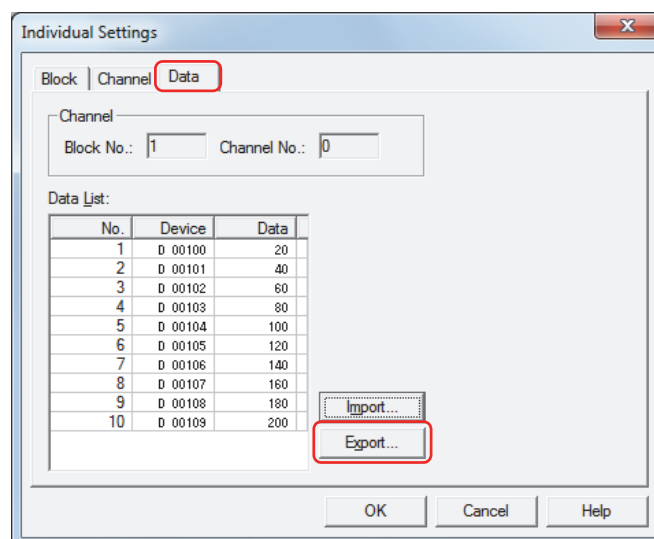 Individual Settings
Block Channel Data
Channel
Block No.: 1 Channel No.: 0
Data List:
No. Device Data
1 D 00100 20
2 D 00101 40
3 D 00102 60
4 D 00103 80
5 D 00104 100
6 D 00105 120
7 D 00106 140
8 D 00107 160
9 D 00108 180
10 D 00109 200
Import...
Export...
OK Cancel Help